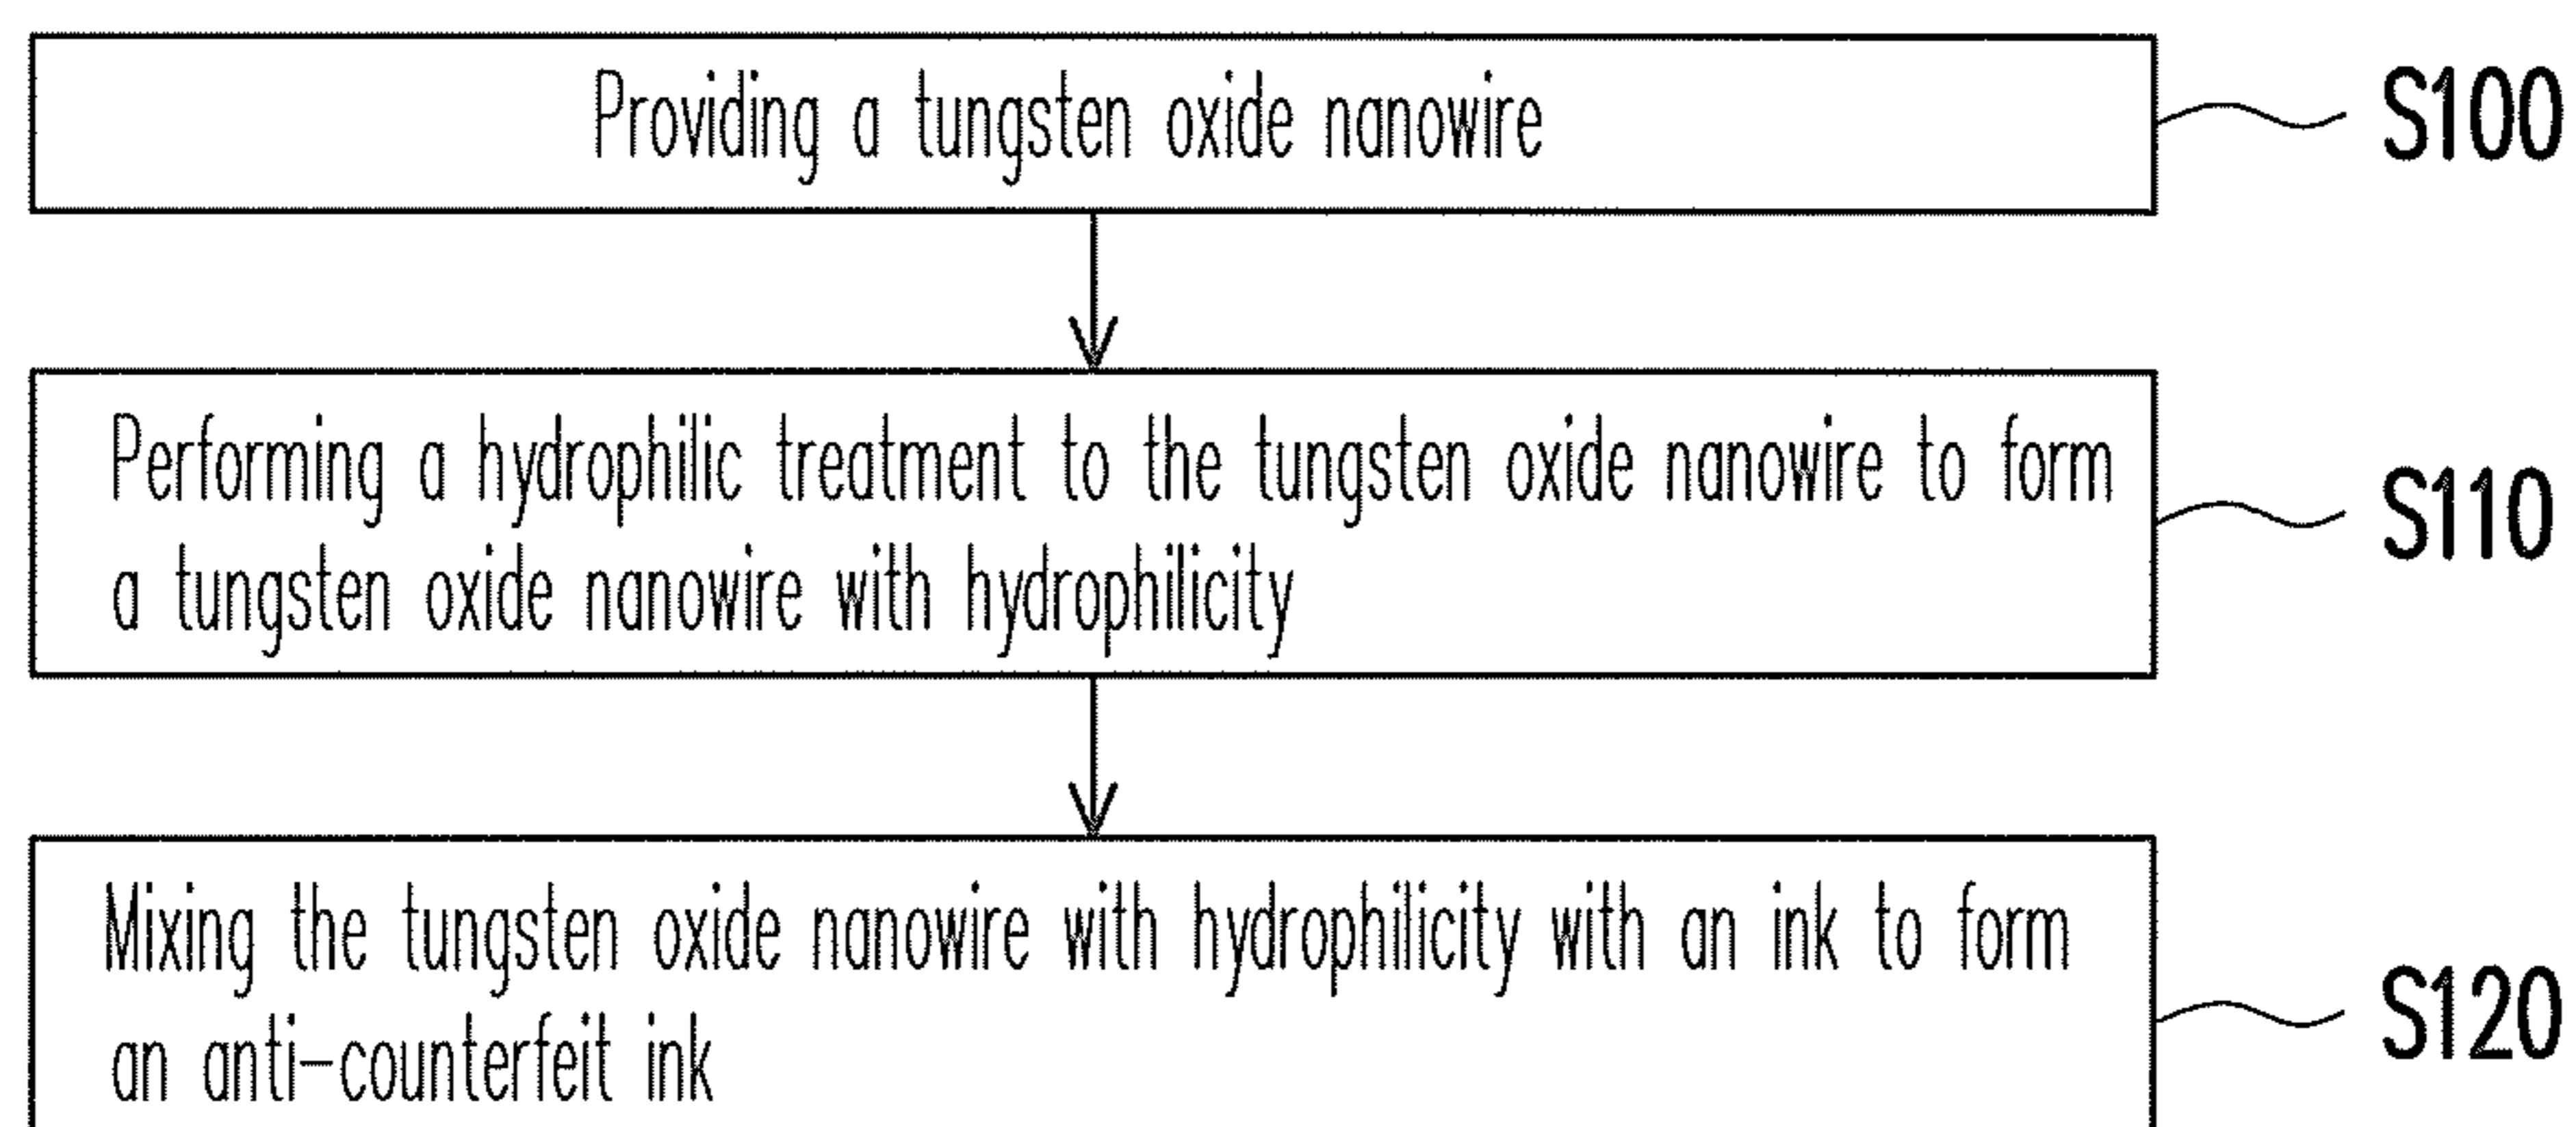 Providing a tungsten oxide nanowire
S100
Performing a hydrophilic treatment to the tungsten oxide nanowire to form
a tungsten oxide nanowire with hydrophilicity
S110
Mixing the tungsten oxide nanowire with hydrophilicity with an ink to form
an anti-counterfeit ink
S120